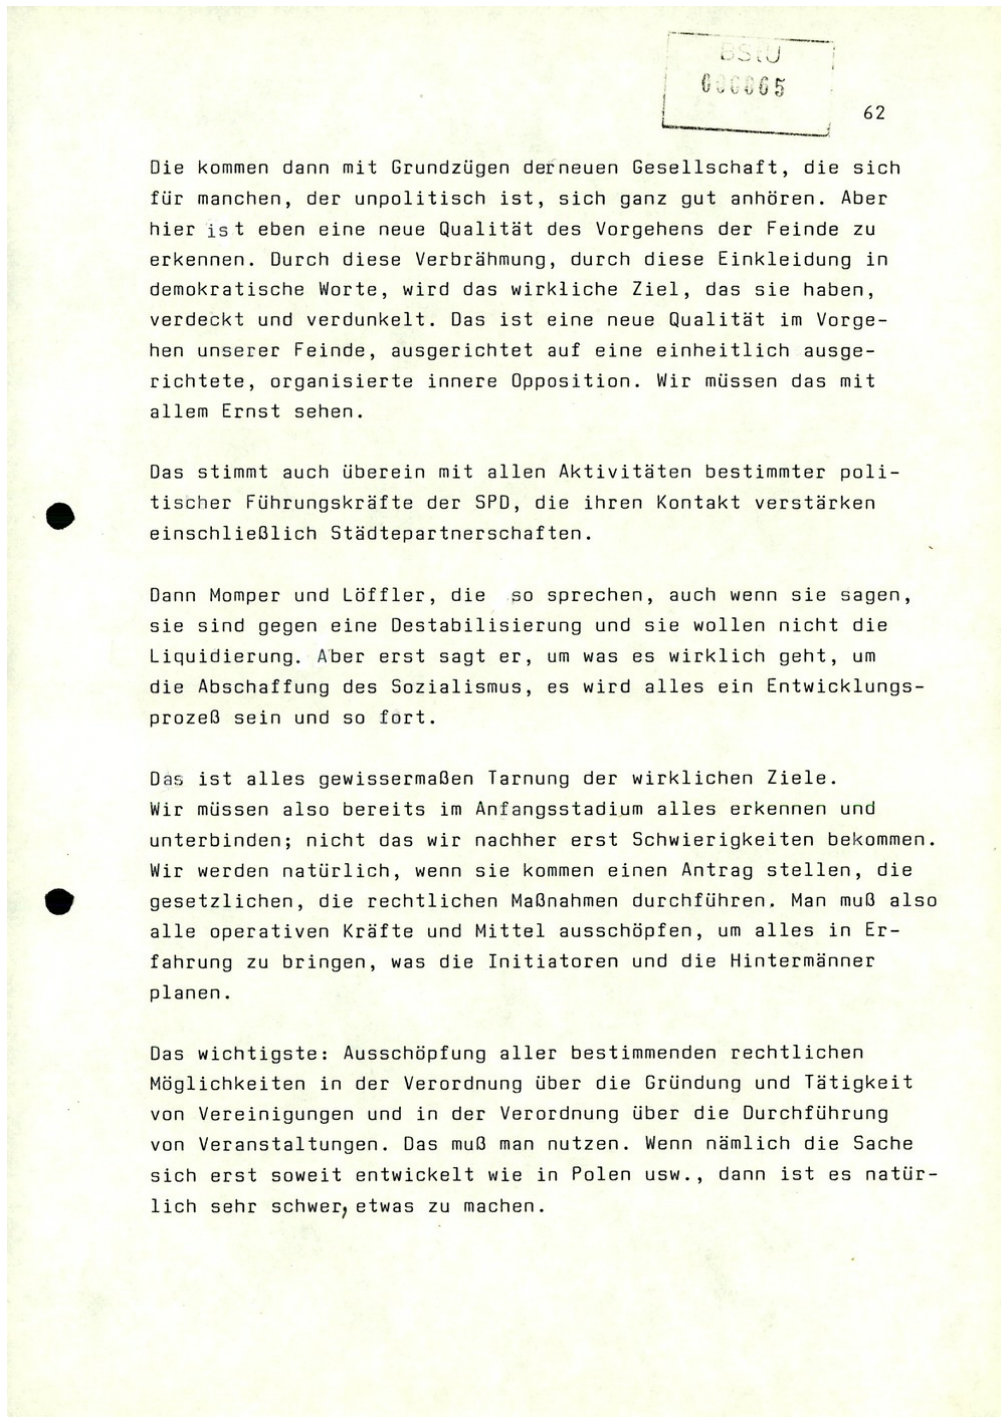 BStU
000065
62
Die kommen dann mit Grundzügen derneuen Gesellschaft, die sich
für manchen, der unpolitisch ist, sich ganz gut anhören. Aber
hier ist eben eine neue Qualität des Vorgehens der Feinde zu
erkennen. Durch diese Verbrähmung, durch diese Einkleidung in
demokratische Worte, wird das wirkliche Ziel, das sie haben,
verdeckt und verdunkelt. Das ist eine neue Qualität im Vorge-
hen unserer Feinde, ausgerichtet auf eine einheitlich ausge-
richtete, organisierte innere Opposition. Wir müssen das mit
allem Ernst sehen.
Das stimmt auch überein mit allen Aktivitäten bestimmter poli-
tischer Führungskräfte der SPD, die ihren Kontakt verstärken
einschließlich Städtepartnerschaften.
Dann Momper und Löffler, die so sprechen, auch wenn sie sagen,
sie sind gegen eine Destabilisierung und sie wollen nicht die
Liquidierung. Aber erst sagt er, um was es wirklich geht, um
die Abschaffung des Sozialismus, es wird alles ein Entwicklungs-
prozeß sein und so fort.
Das ist alles gewissermaßen Tarnung der wirklichen Ziele.
Wir müssen also bereits im Anfangsstadium alles erkennen und
unterbinden; nicht das wir nachher erst Schwierigkeiten bekommen.
Wir werden natürlich, wenn sie kommen einen Antrag stellen, die
gesetzlichen, die rechtlichen Maßnahmen durchführen. Man muß also
alle operativen Kräfte und Mittel ausschöpfen, um alles in Er-
fahrung zu bringen, was die Initiatoren und die Hintermänner
planen.
Das wichtigste: Ausschöpfung aller bestimmenden rechtlichen
Möglichkeiten in der Verordnung über die Gründung und Tätigkeit
von Vereinigungen und in der Verordnung über die Durchführung
von Veranstaltungen. Das muß man nutzen. Wenn nämlich die Sache
sich erst soweit entwickelt wie in Polen usw., dann ist es natür-
lich sehr schwer, etwas zu machen.